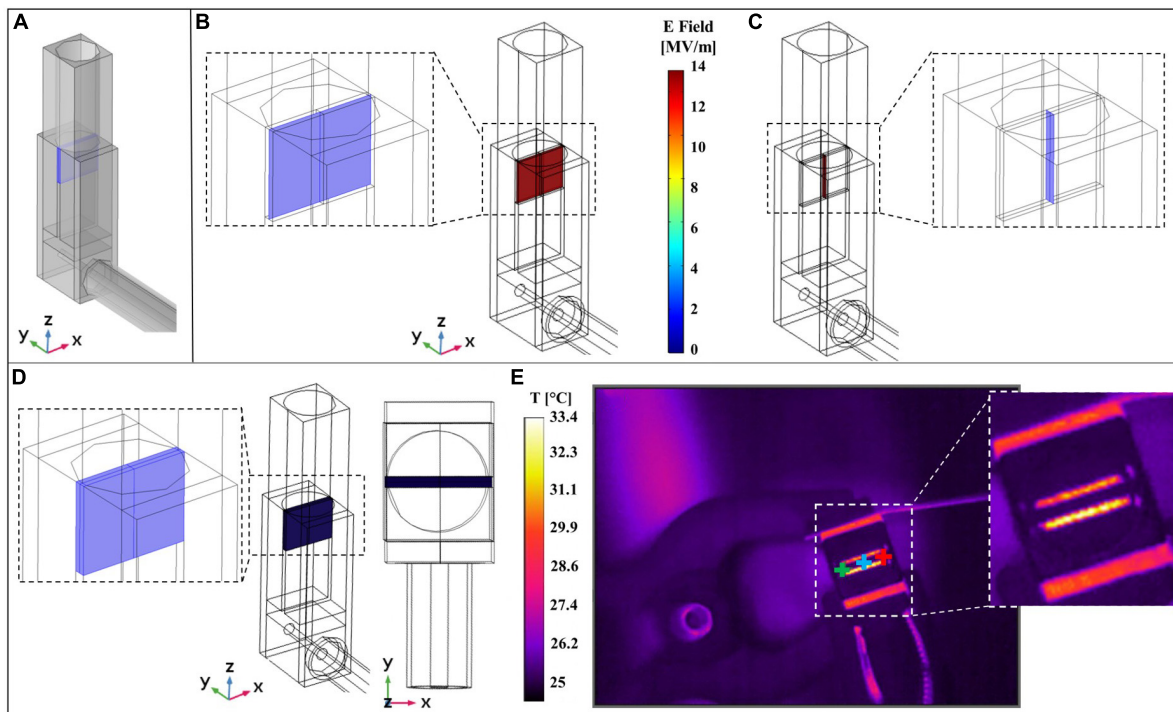 A
B
E Field
[MV/m]
C
14
12
10
8
6
4
2
0
y z x
y z x
y z x
D
T [°C]
33.4
32.3
31.1
29.9
28.6
27.4
26.2
25
E
y z x
y
z x